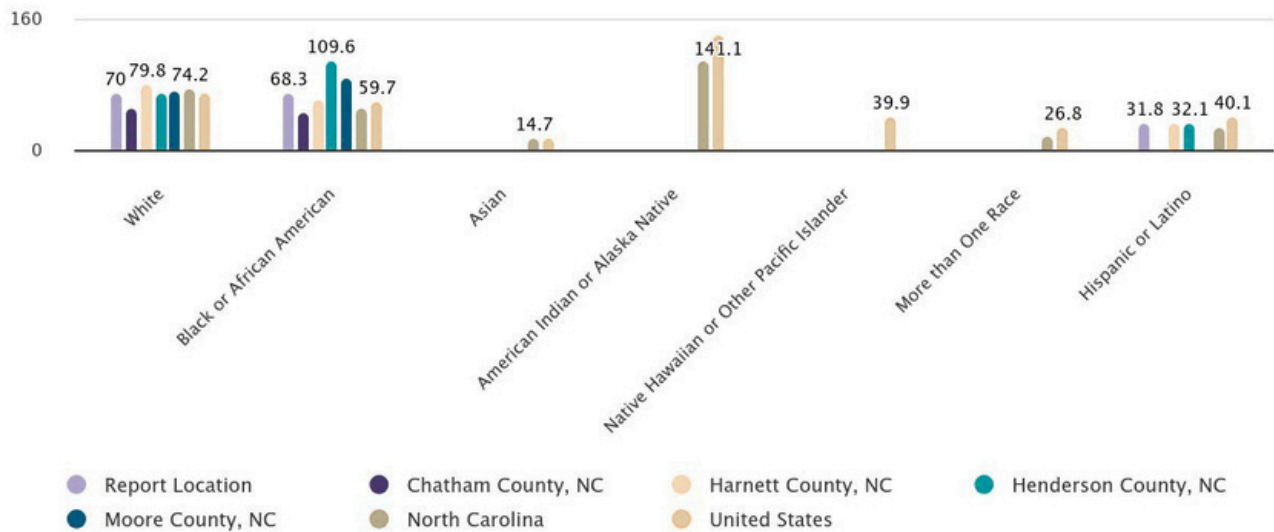 160
141.1
109.6
70 79.8 74.2 68.3 59.7 39.9 31.8 32.1 40.1
14.7 26.8
0
White
Black or African American
Asian
American Indian or Alaska Native
Native Hawaiian or Other Pacific Islander
More than One Race
Hispanic or Latino
Report Location Chatham County, NC Harnett County, NC Henderson County, NC
Moore County, NC North Carolina United States